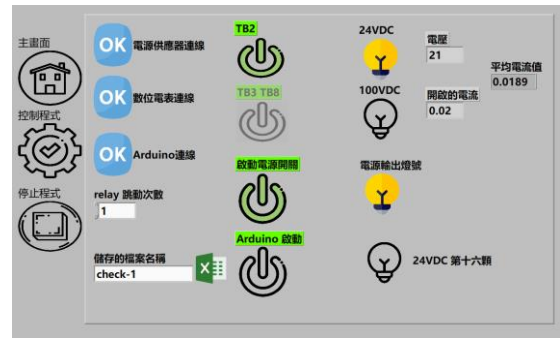 主畫面
控制程式
停止程式
OK 電源供應器連線
OK 數位電表連線
OK Arduino連線
relay 跳動次數
1
儲存的檔案名稱
check-1
X
TB2
TB3 TB8
啟動電源開關
Arduino 啟動
24VDC
100VDC
電源輸出燈號
24VDC 第十六顆
電壓
21
開啟的電流
0.02
平均電流值
0.0189